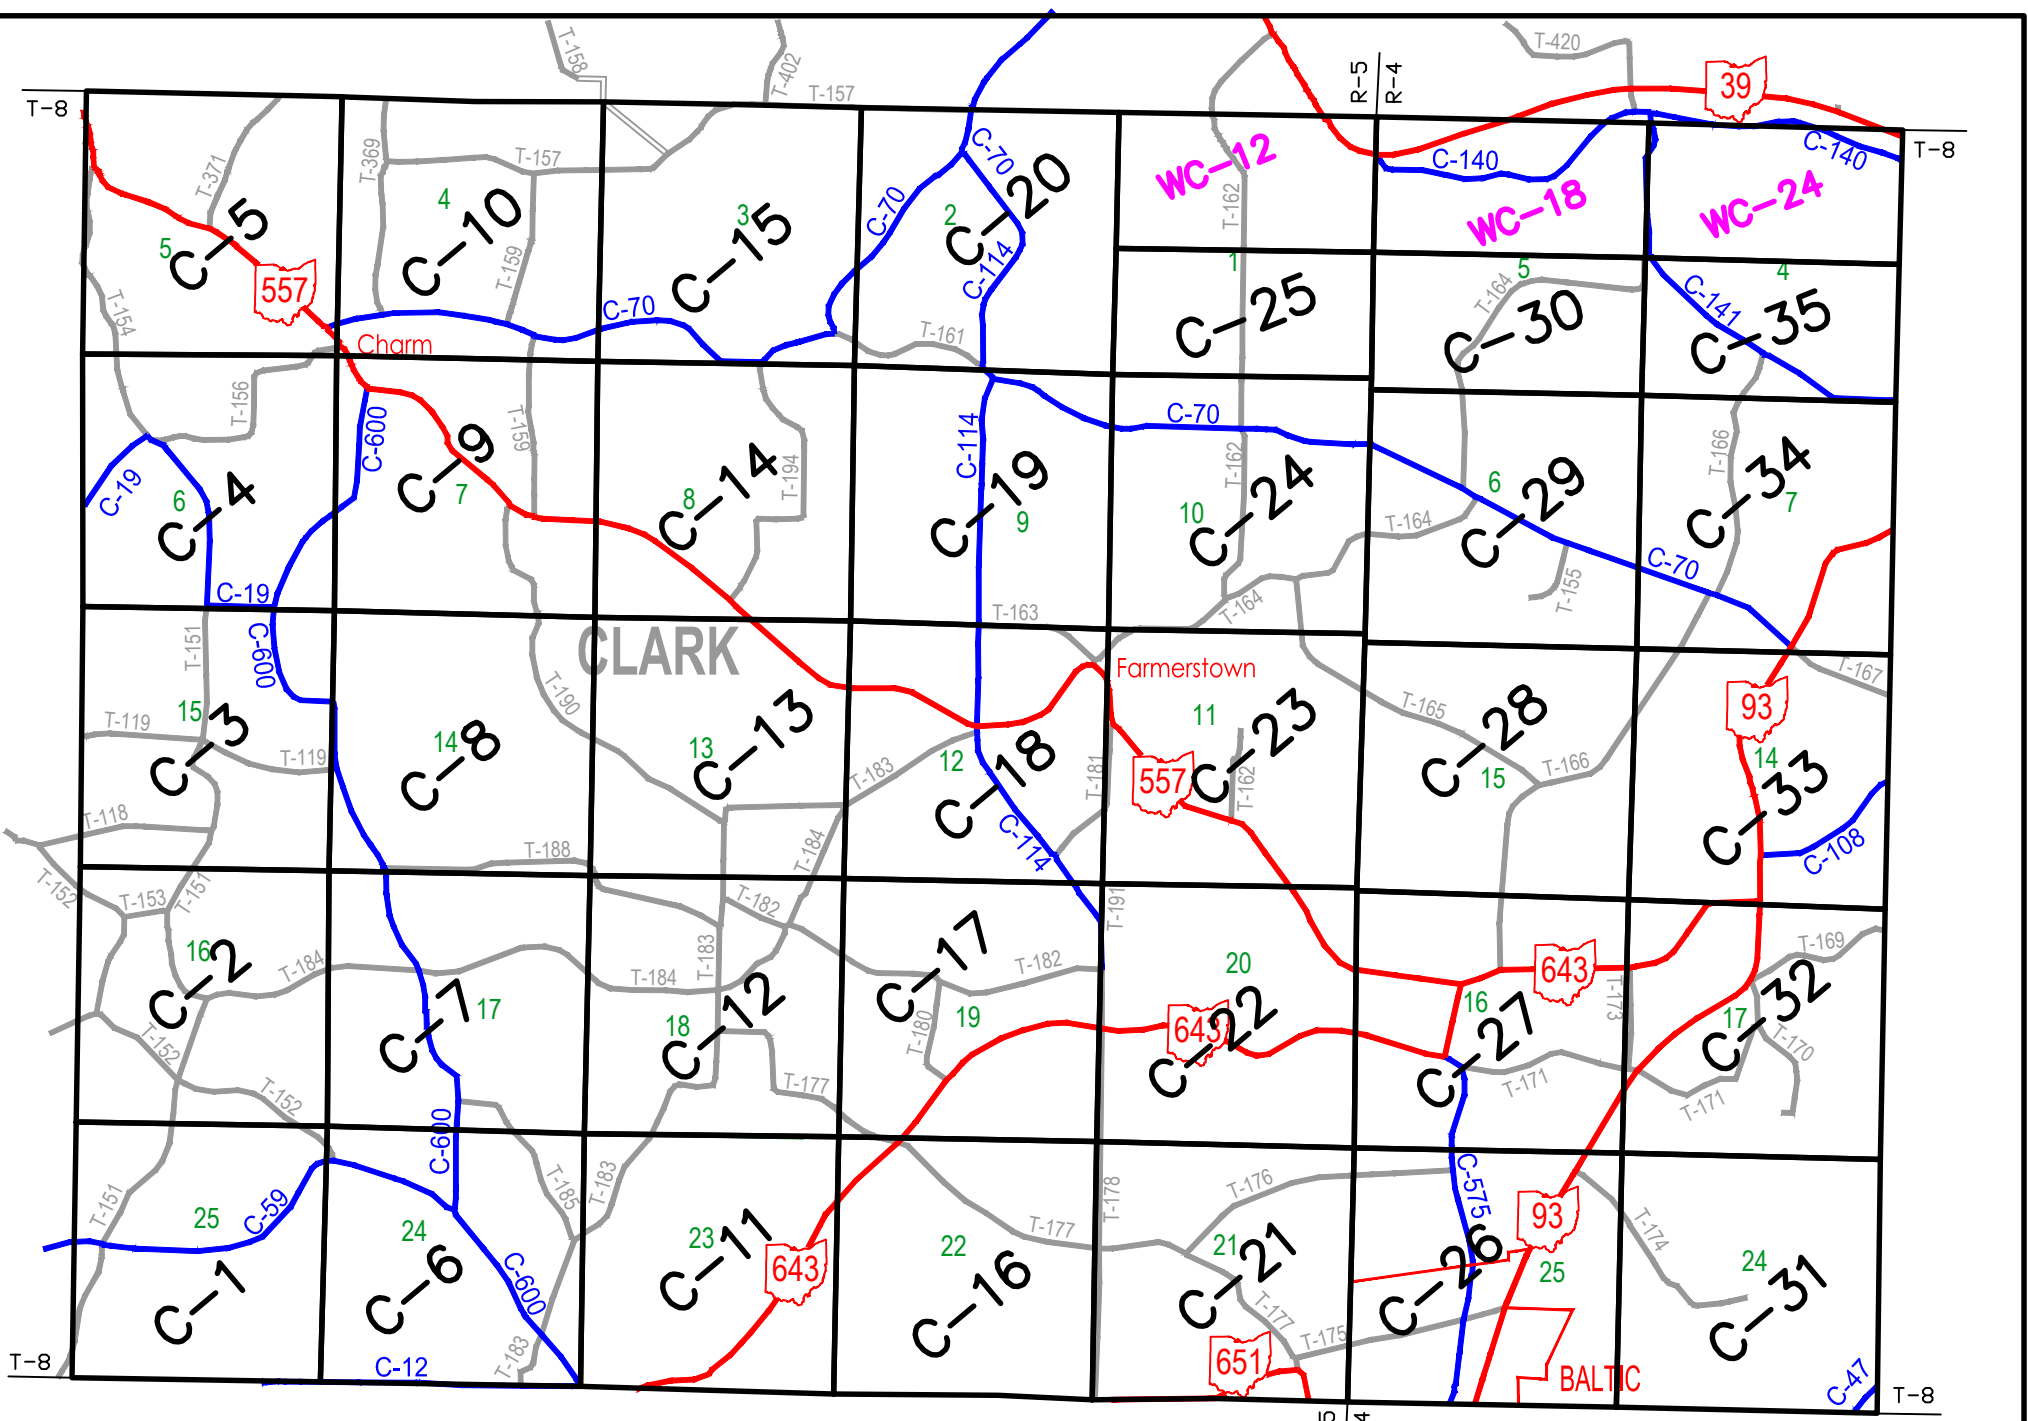 T-158
T-402
T-420
R-5
R-4
39
T-8
T-157
T-8
T-371
T-369
T-157
C-70
C-140
C-140
WC-12
WC-18
WC-24
5
C-5
4
C-10
3
C-15
2
C-20
C-70
T-162
T-159
C-114
557
T-154
Charm
C-70
T-161
1
C-25
5
T-164
C-30
4
C-141
C-35
T-156
C-600
T-159
C-114
C-70
T-162
T-166
C-19
6
C-4
C-9
7
8
C-14
T-194
C-19
9
10
C-24
T-164
6
C-29
C-34
7
C-19
C-70
T-155
T-151
C-600
CLARK
T-163
T-164
Farmerstown
T-167
T-190
T-119
15
C-3
T-119
14
C-8
13
C-13
T-183
12
C-18
T-181
11
C-23
557
T-162
T-165
C-28
15
T-166
93
14
C-33
T-118
C-108
T-188
T-184
C-114
T-152
T-153
T-151
T-182
T-191
16
C-2
T-184
T-183
T-184
C-17
T-182
20
643
T-169
C-7
17
18
C-12
T-180
19
643
C-22
16
C-27
T-173
17
C-32
T-170
T-152
T-152
T-177
T-171
T-171
C-600
T-151
C-59
25
C-1
24
C-6
T-185
T-183
23
C-11
643
22
C-16
T-177
T-178
T-176
21
C-21
C-575
93
C-26
25
T-174
24
C-31
C-600
T-177
T-175
651
T-8
C-12
T-183
BALTIC
C-47
T-8
5
4